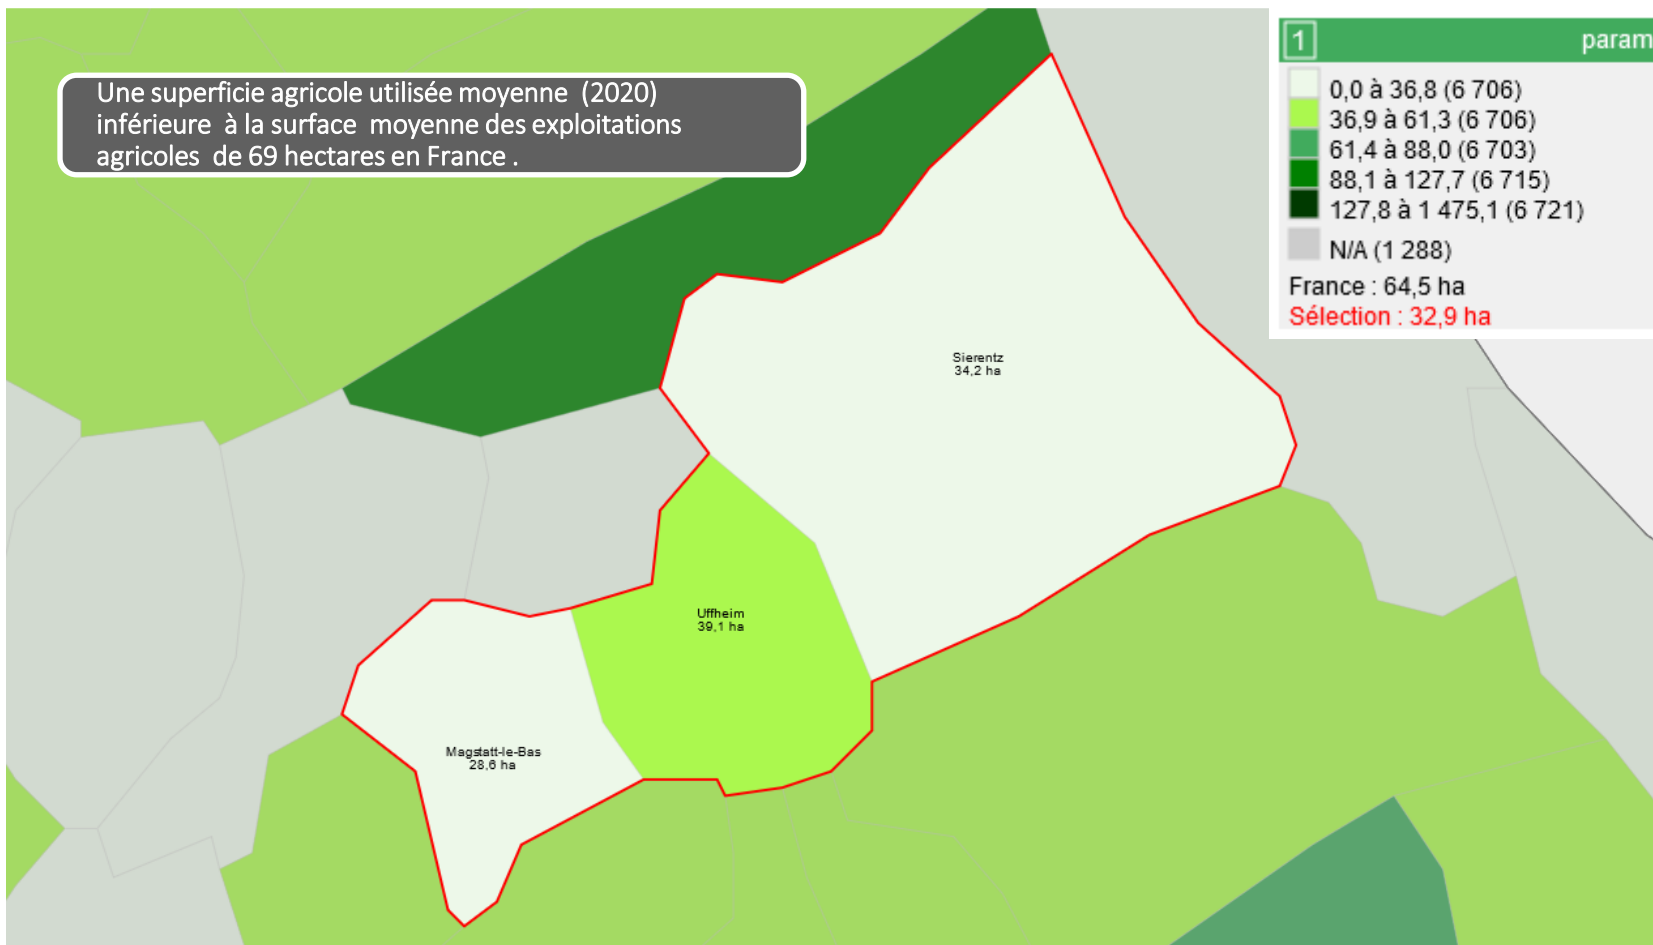 Une superficie agricole utilisée moyenne (2020)
inférieure à la surface moyenne des exploitations
agricoles de 69 hectares en France .
1 param
0,0 à 36,8 (6 706)
36,9 à 61,3 (6 706)
61,4 à 88,0 (6 703)
88,1 à 127,7 (6 715)
127,8 à 1 475,1 (6 721)
N/A (1 288)
France : 64,5 ha
Sélection : 32,9 ha
Sierentz
34,2 ha
Uffheim
39,1 ha
Magstatt-le-Bas
28,6 ha